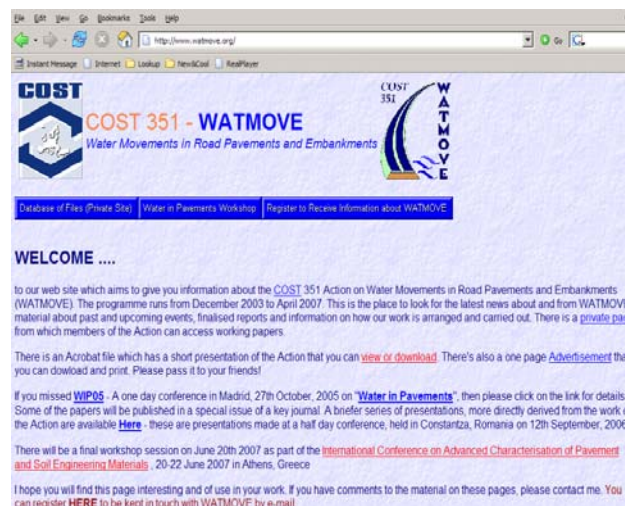 File Edit View Go Bookmarks Tools Help
http://www.watmove.org/ Go
Instant Message Internet Lookup New&Cool RealPlayer
COST
COST 351 - WATMOVE
Water Movements in Road Pavements and Embankments
COST
351
WATMOVE
Database of Files (Private Site) Water in Pavements Workshop Register to Receive Information about WATMOVE
WELCOME ....
to our web site which aims to give you information about the COST 351 Action on Water Movements in Road Pavements and Embankments
(WATMOVE). The programme runs from December 2003 to April 2007. This is the place to look for the latest news about and from WATMOV
material about past and upcoming events, finalised reports and information on how our work is arranged and carried out. There is a private pa
from which members of the Action can access working papers.
There is an Acrobat file which has a short presentation of the Action that you can view or download. There's also a one page Advertisement tha
you can dowload and print. Please pass it to your friends!
If you missed WIP05 - A one day conference in Madrid, 27th October, 2005 on "Water in Pavements", then please click on the link for details
Some of the papers will be published in a special issue of a key journal. A briefer series of presentations, more directly derived from the work o
the Action are available Here - these are presentations made at a half day conference, held in Constantza, Romania on 12th September, 2006
There will be a final workshop session on June 20th 2007 as part of the International Conference on Advanced Characterisation of Pavement
and Soil Engineering Materials , 20-22 June 2007 in Athens, Greece
I hope you will find this page interesting and of use in your work. If you have comments to the material on these pages, please contact me. You
can register HERE to be kept in touch with WATMOVE by e-mail